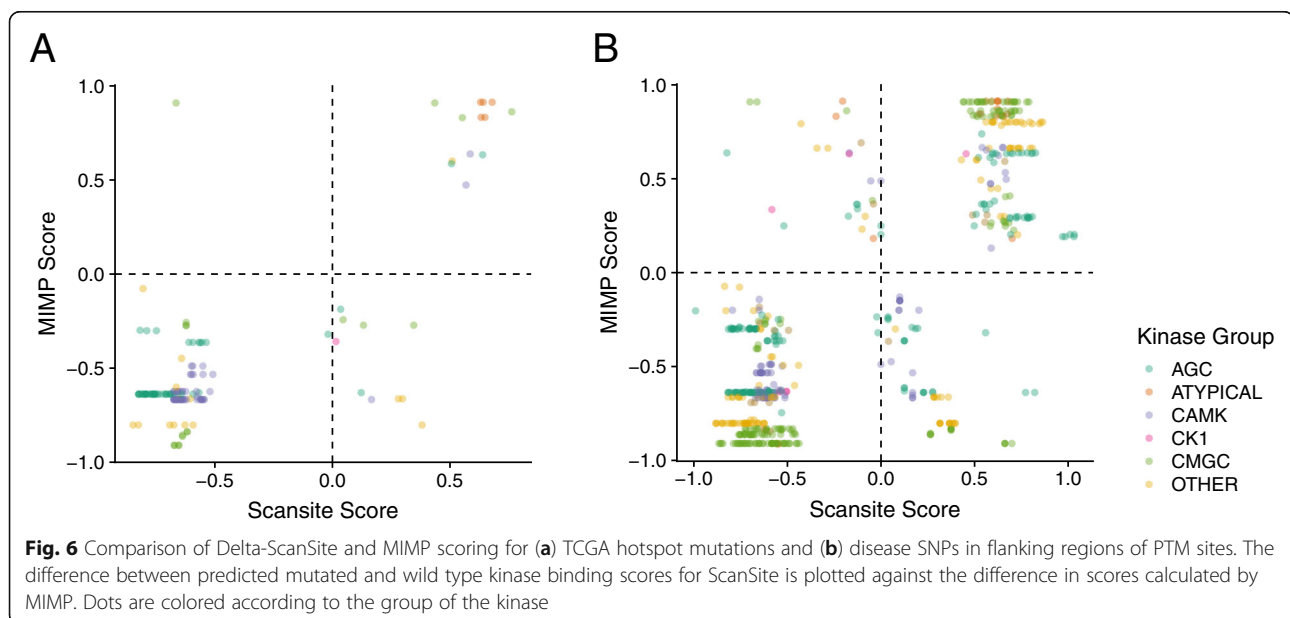 A
B
1.0
0.5
0.0
−0.5
−1.0
MIMP Score
−0.5
0.0
0.5
Scansite Score
1.0
0.5
0.0
−0.5
−1.0
MIMP Score
−1.0
−0.5
0.0
0.5
1.0
Scansite Score
Kinase Group
AGC
ATYPICAL
CAMK
CK1
CMGC
OTHER
Fig. 6 Comparison of Delta-ScanSite and MIMP scoring for (a) TCGA hotspot mutations and (b) disease SNPs in flanking regions of PTM sites. The
difference between predicted mutated and wild type kinase binding scores for ScanSite is plotted against the difference in scores calculated by
MIMP. Dots are colored according to the group of the kinase